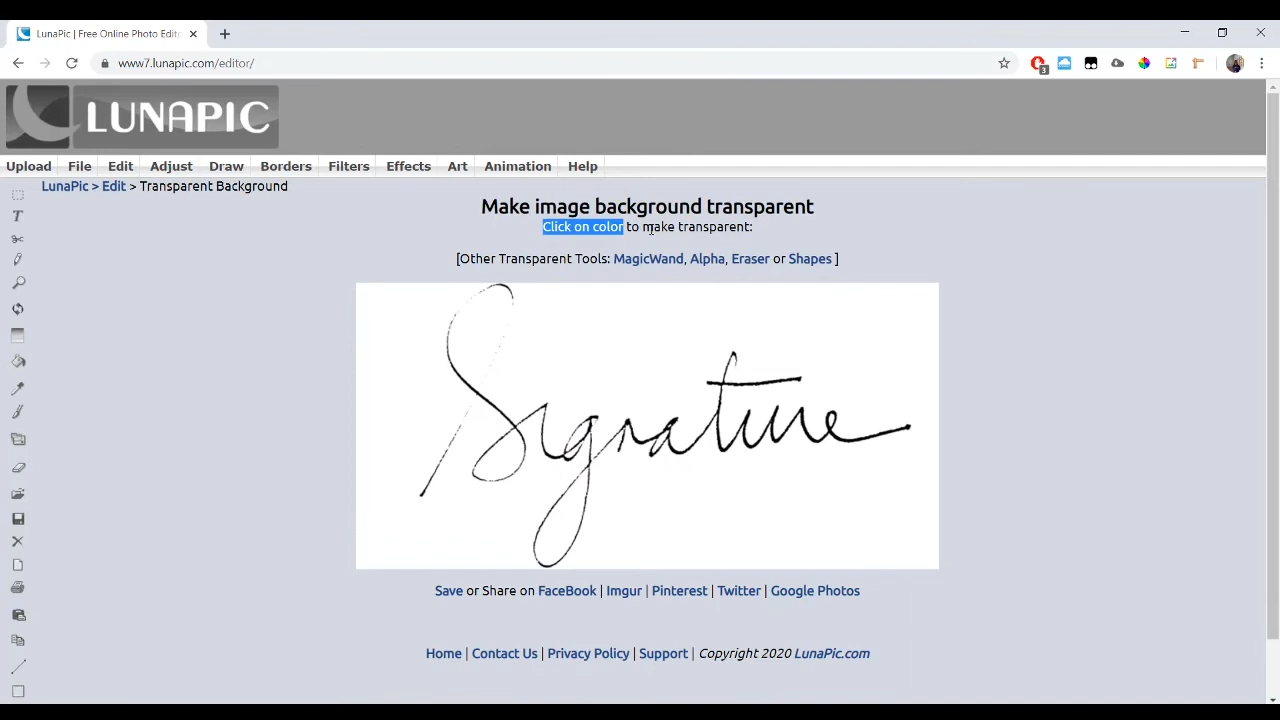 LunaPic | Free Online Photo Edito
www7.lunapic.com/editor/
3
LUNAPIC
Upload File Edit Adjust Draw Borders Filters Effects Art Animation Help
LunaPic > Edit > Transparent Background
Make image background transparent
Click on color to make transparent:
[Other Transparent Tools: MagicWand, Alpha, Eraser or Shapes ]
Signature
Save or Share on FaceBook | Imgur | Pinterest | Twitter | Google Photos
Home | Contact Us | Privacy Policy | Support | Copyright 2020 LunaPic.com